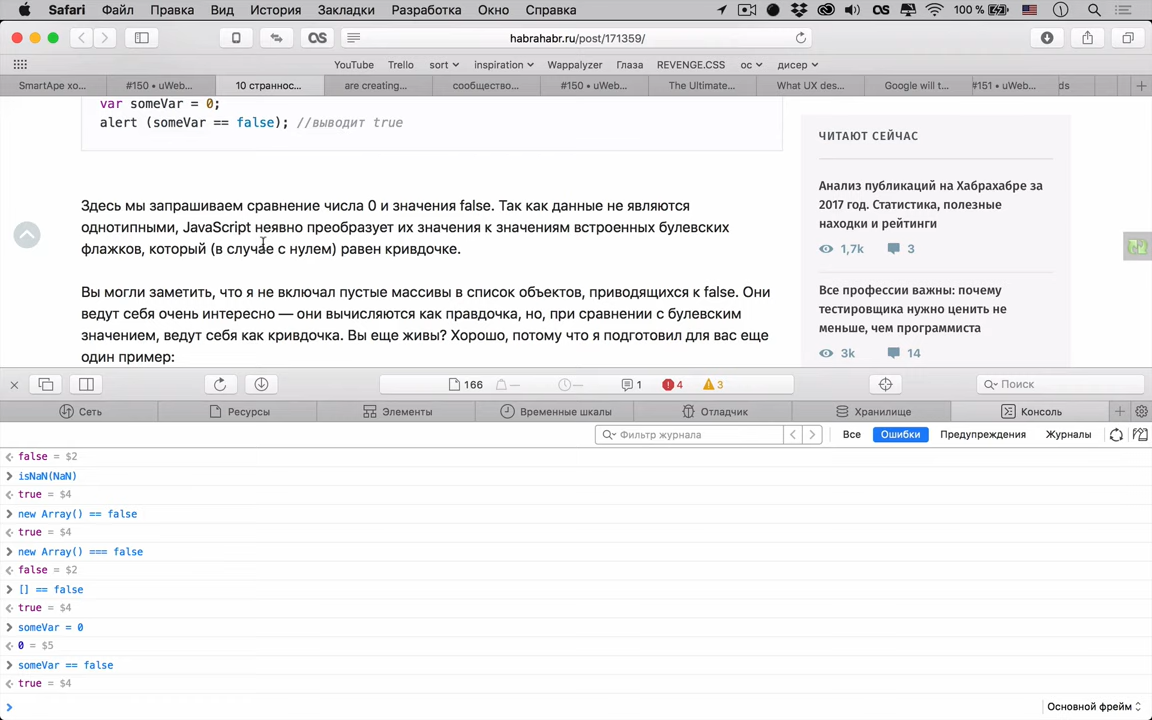 Safari Файл Правка Вид История Закладки Разработка Окно Справка 100 %
habrahabr.ru/post/171359/
YouTube Trello sort inspiration Wappalyzer Глаза REVENGE.CSS ос дисер
SmartApe хо... #150 • uWeb... 10 страннос... are creating... сообщество... #150 • uWeb... The Ultimate... What UX des... Google will t... #151 • uWeb... ds
var someVar = 0;
alert (someVar == false); //выводит true
Здесь мы запрашиваем сравнение числа 0 и значения false. Так как данные не являются
однотипными, JavaScript неявно преобразует их значения к значениям встроенных булевских
флажков, который (в случае с нулем) равен кривдочке.
Вы могли заметить, что я не включал пустые массивы в список объектов, приводящихся к false. Они
ведут себя очень интересно — они вычисляются как правдочка, но, при сравнении с булевским
значением, ведут себя как кривдочка. Вы еще живы? Хорошо, потому что я подготовил для вас еще
один пример:
ЧИТАЮТ СЕЙЧАС
Анализ публикаций на Хабрахабре за
2017 год. Статистика, полезные
находки и рейтинги
1,7k 3
Все профессии важны: почему
тестировщика нужно ценить не
меньше, чем программиста
3k 14
166 — — 1 4 3 Поиск
Сеть Ресурсы Элементы Временные шкалы Отладчик Хранилище Консоль
Фильтр журнала Все Ошибки Предупреждения Журналы
false = $2
isNaN(NaN)
true = $4
new Array() == false
true = $4
new Array() === false
false = $2
[] == false
true = $4
someVar = 0
0 = $5
someVar == false
true = $4
Основной фрейм